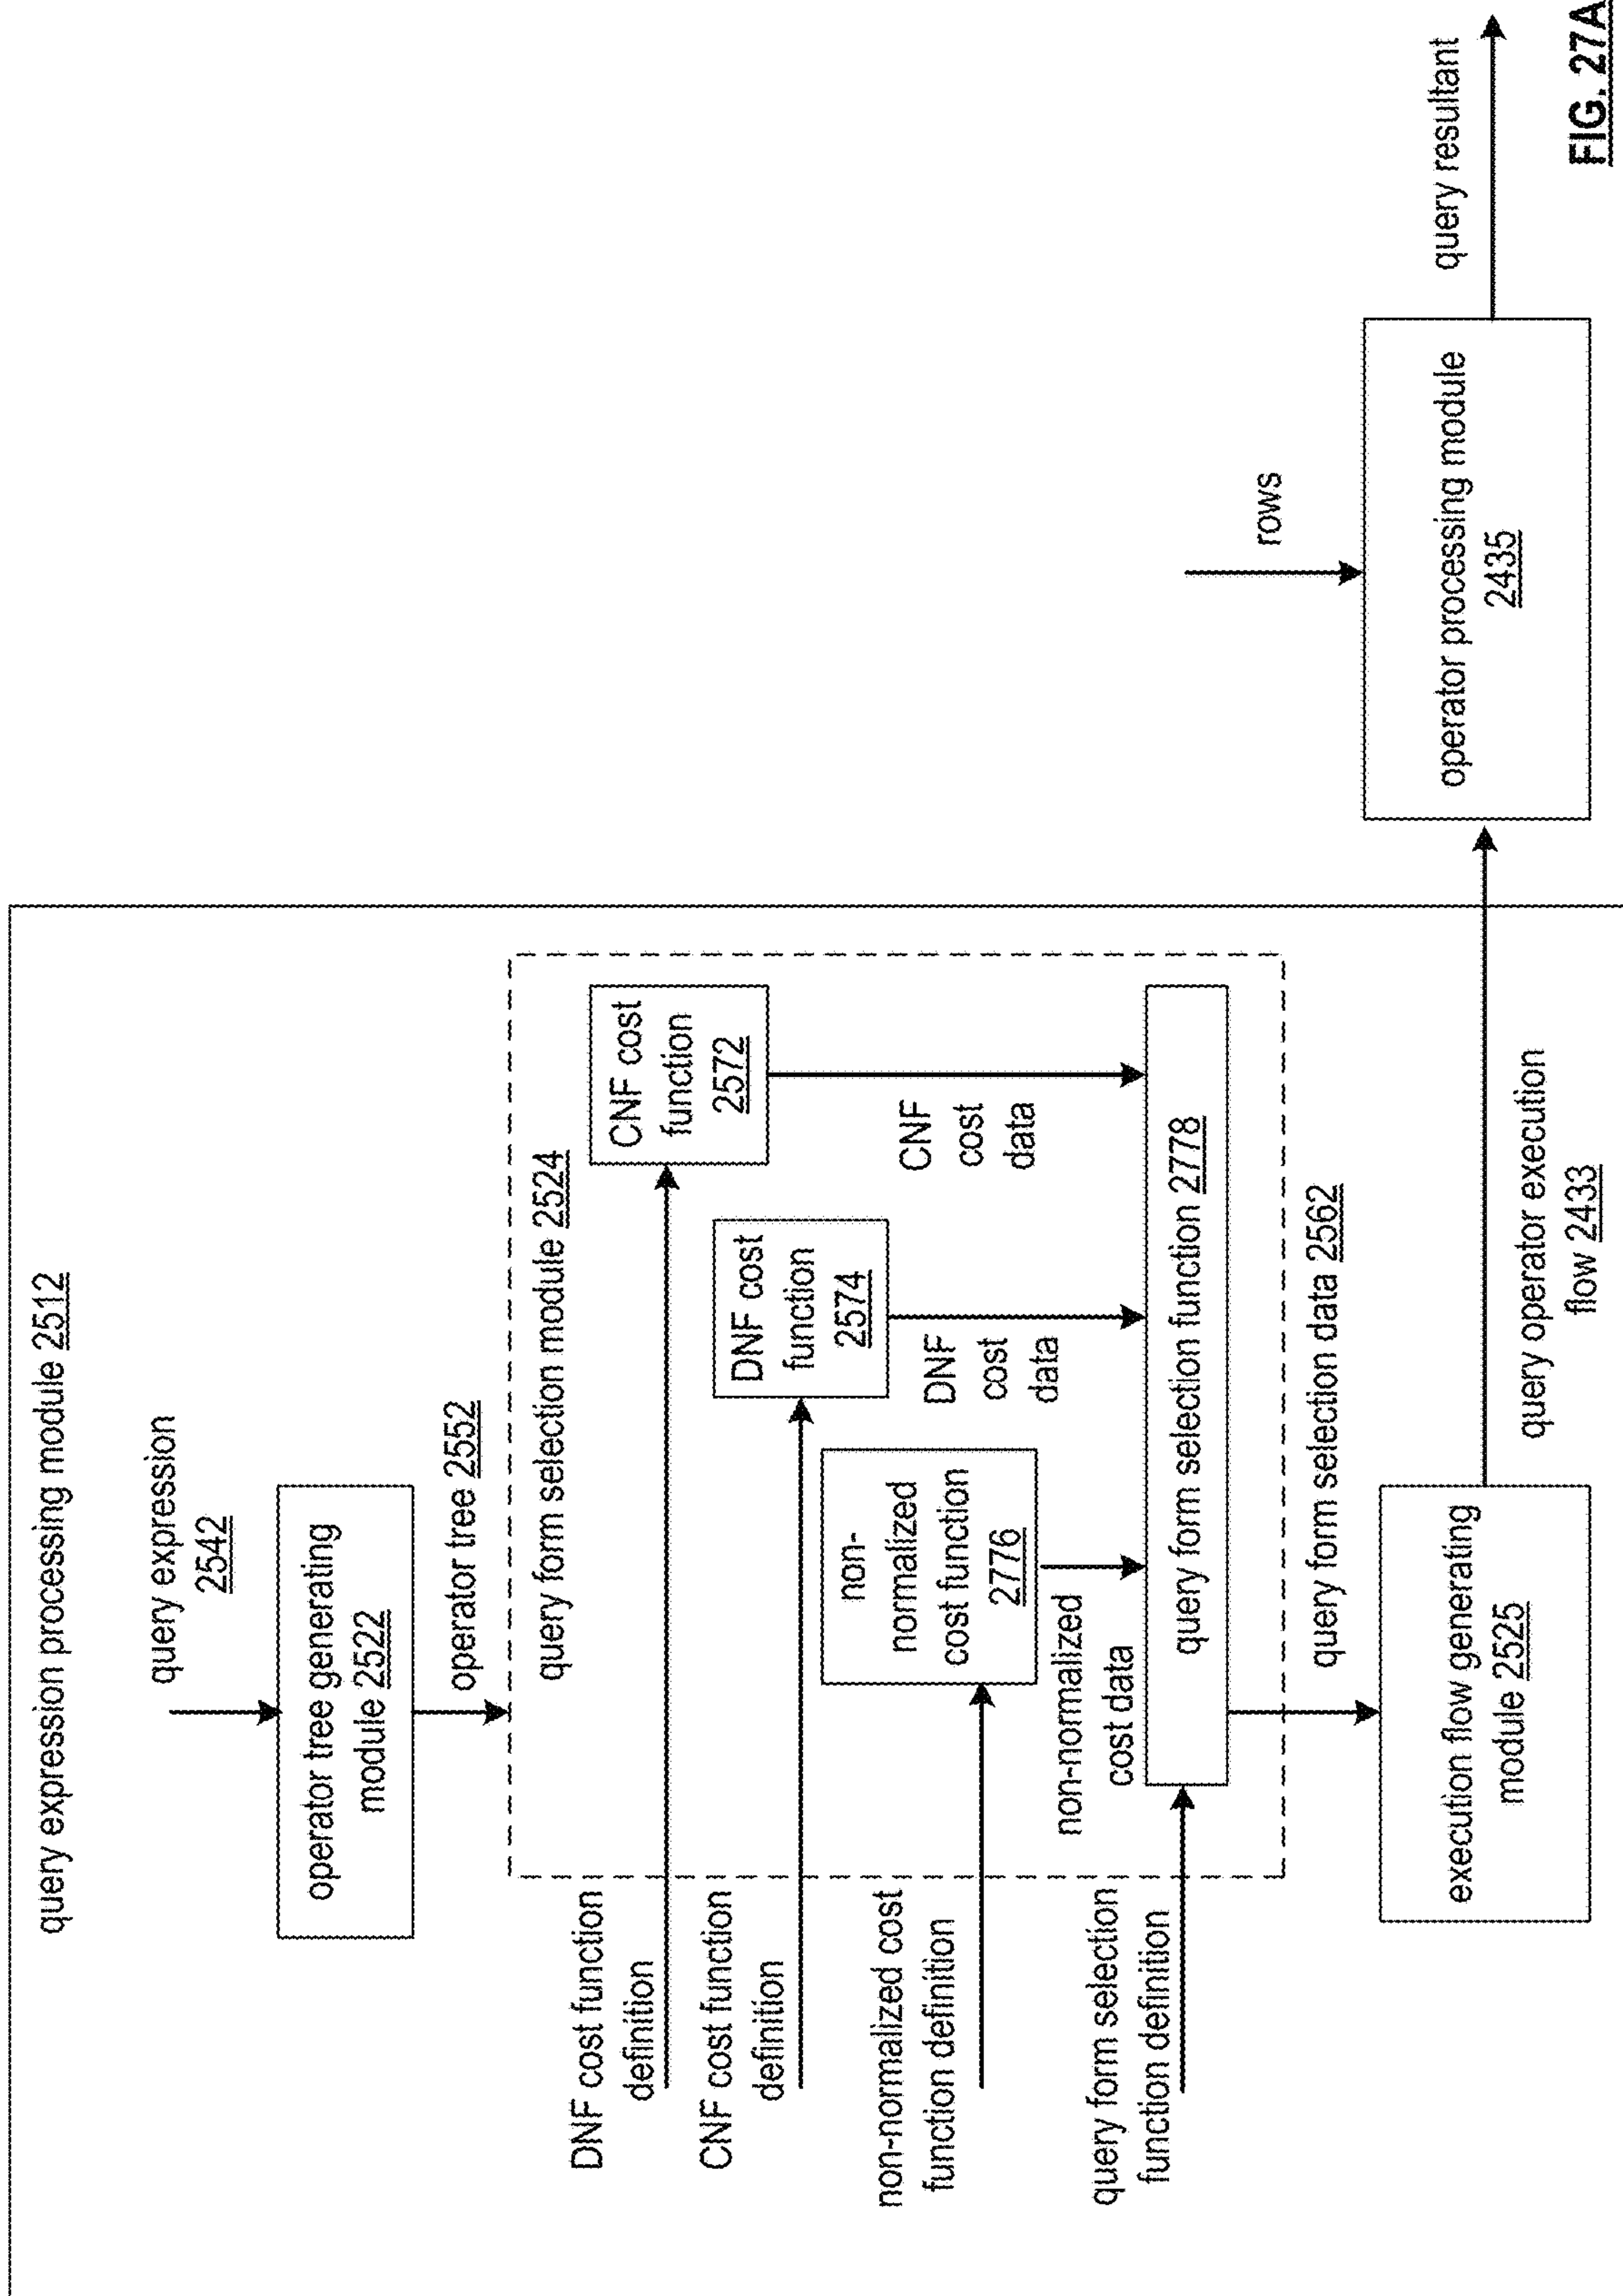 query expression processing module 2512
query expression
2542
operator tree generating
module 2522
operator tree 2552
query form selection module 2524
DNF cost function
definition
CNF cost
function
2572
CNF cost function
definition
DNF cost
function
2574
non-normalized cost
function definition
non-
normalized
cost function
2776
CNF
cost
data
DNF
cost
data
non-normalized
cost data
query form selection
function definition
query form selection function 2778
query form selection data 2562
execution flow generating
module 2525
query operator execution
flow 2433
rows
operator processing module
2435
query resultant
FIG. 27A